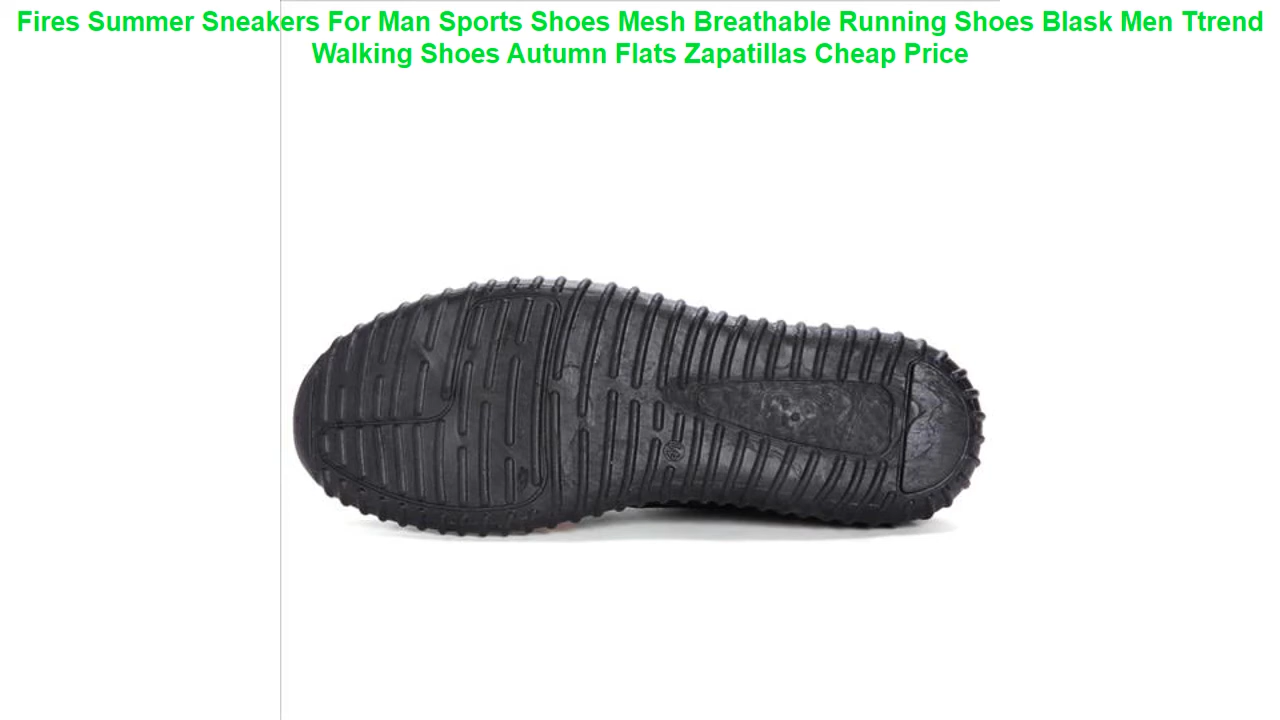 Fires Summer Sneakers For Man Sports Shoes Mesh Breathable Running Shoes Blask Men Ttrend
Walking Shoes Autumn Flats Zapatillas Cheap Price